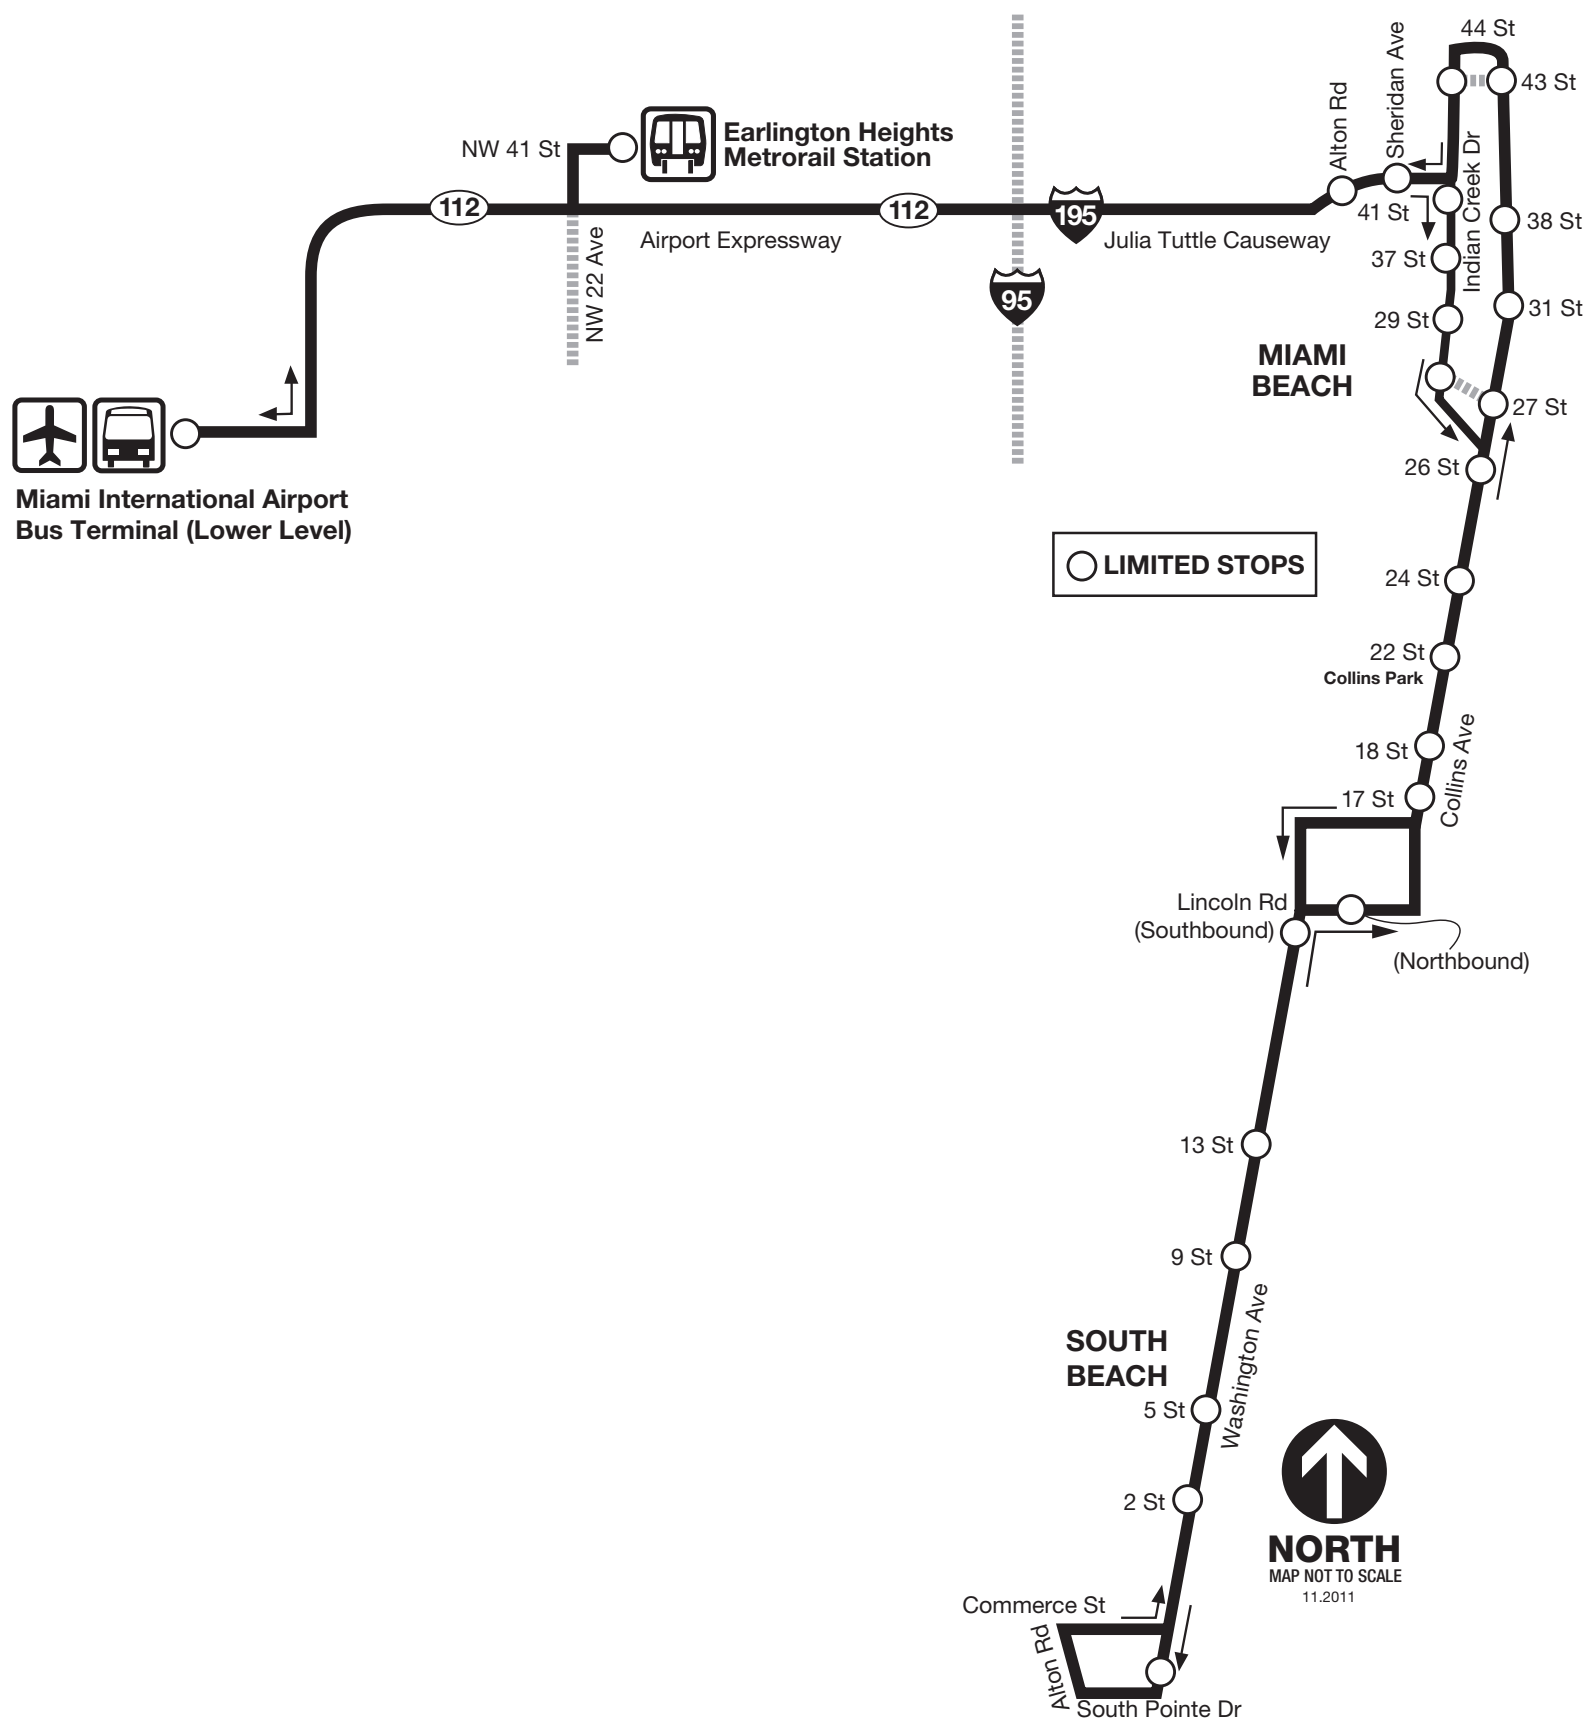 44 St
Sheridan Ave
43 St
Alton Rd
Earlington Heights
Metrorail Station
NW 41 St
Indian Creek Dr
112
112
195
41 St
38 St
Airport Expressway
Julia Tuttle Causeway
NW 22 Ave
37 St
95
31 St
29 St
MIAMI
BEACH
27 St
26 St
Miami International Airport
Bus Terminal (Lower Level)
LIMITED STOPS
24 St
22 St
Collins Park
18 St
Collins Ave
17 St
Lincoln Rd
(Southbound)
(Northbound)
13 St
9 St
Washington Ave
SOUTH
BEACH
5 St
2 St
NORTH
MAP NOT TO SCALE
11.2011
Commerce St
Alton Rd
South Pointe Dr